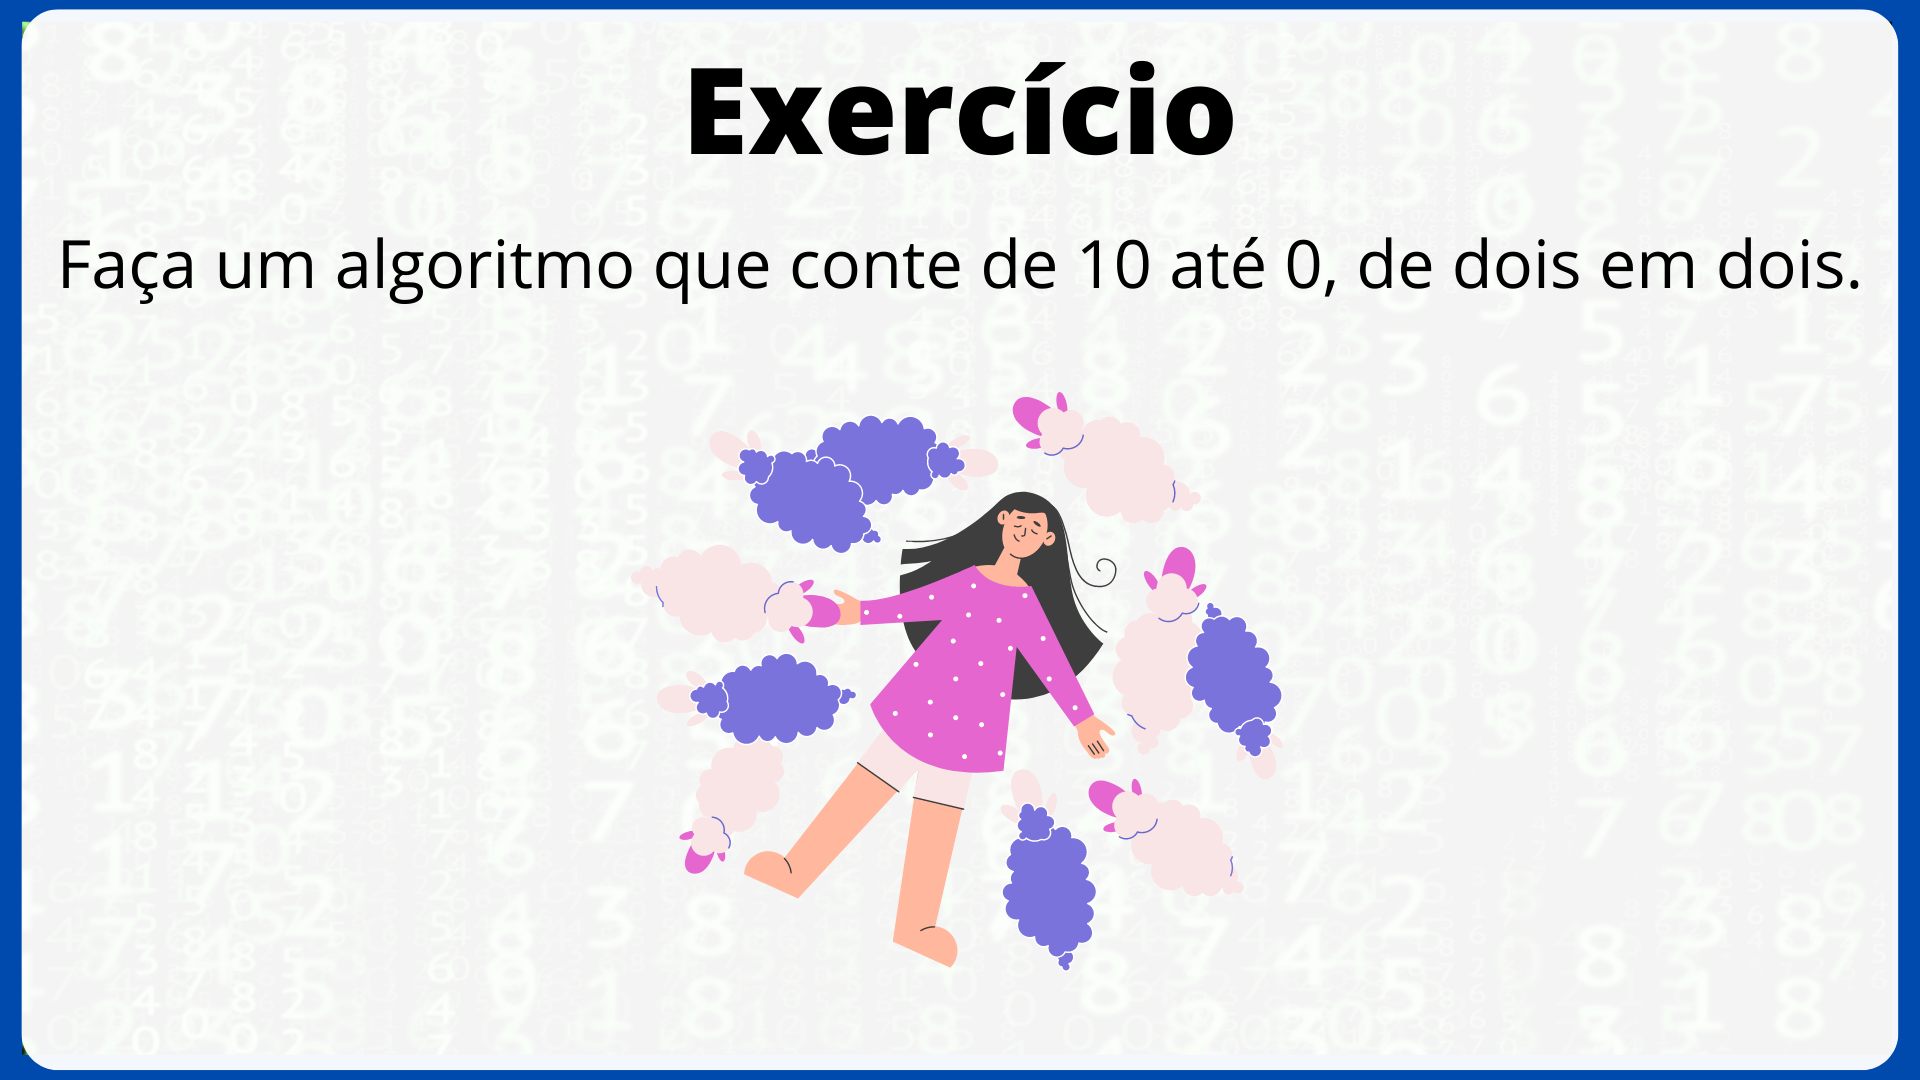 Exercício
Faça um algoritmo que conte de 10 até 0, de dois em dois.